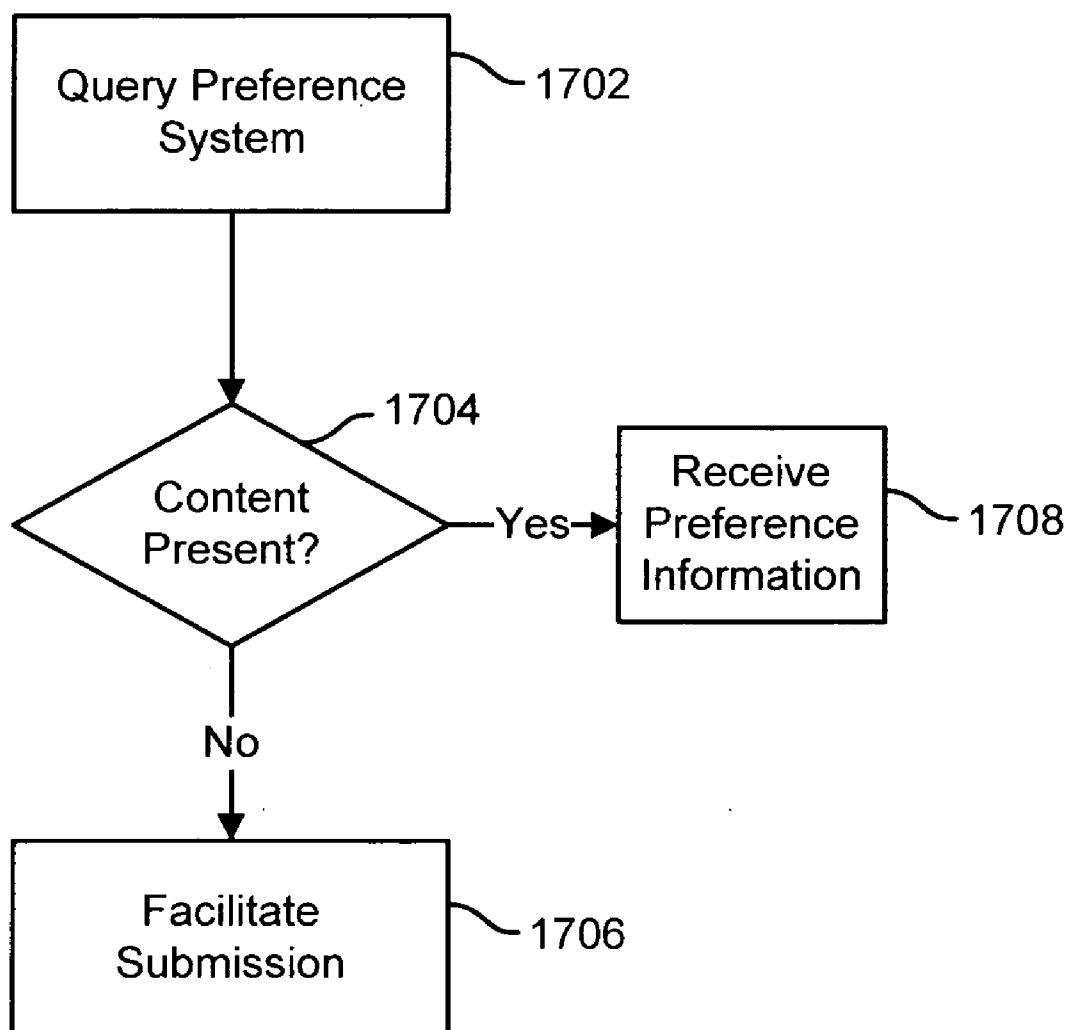 Query Preference
System
1702
1704
Content
Present?
Yes
Receive
Preference
Information
1708
No
Facilitate
Submission
1706